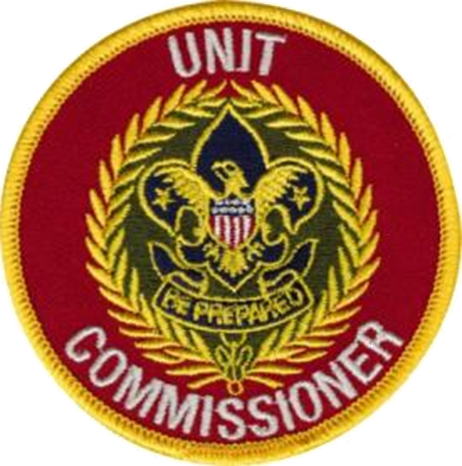 UNIT
BE PREPARED
COMMISSIONER